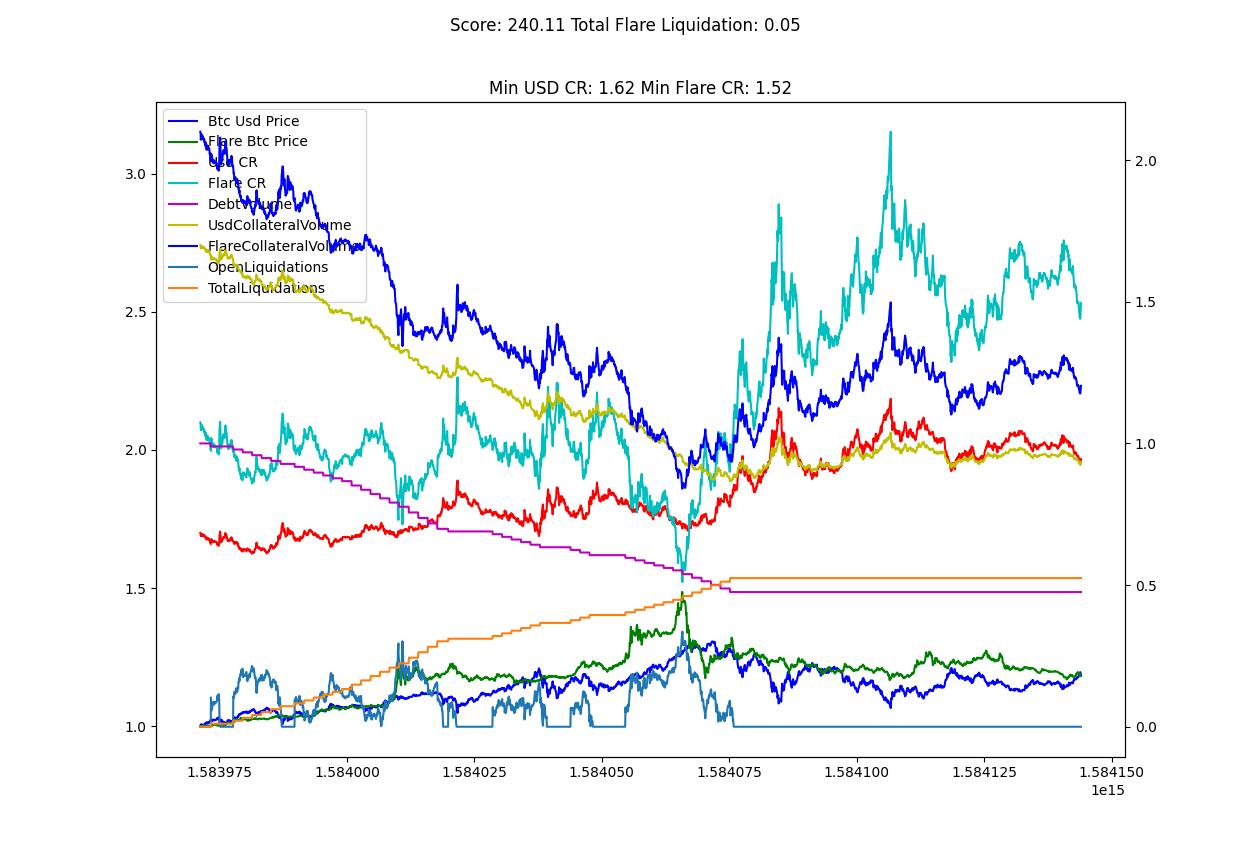 Score: 240.11 Total Flare Liquidation: 0.05
Min USD CR: 1.62 Min Flare CR: 1.52
Btc Usd Price
Flare Btc Price
Usd CR
Flare CR
DebtVolume
UsdCollateralVolume
FlareCollateralVolume
OpenLiquidations
TotalLiquidations
3.0
2.5
2.0
1.5
1.0
2.0
1.5
1.0
0.5
0.0
1.583975 1.584000 1.584025 1.584050 1.584075 1.584100 1.584125 1.584150
1e15